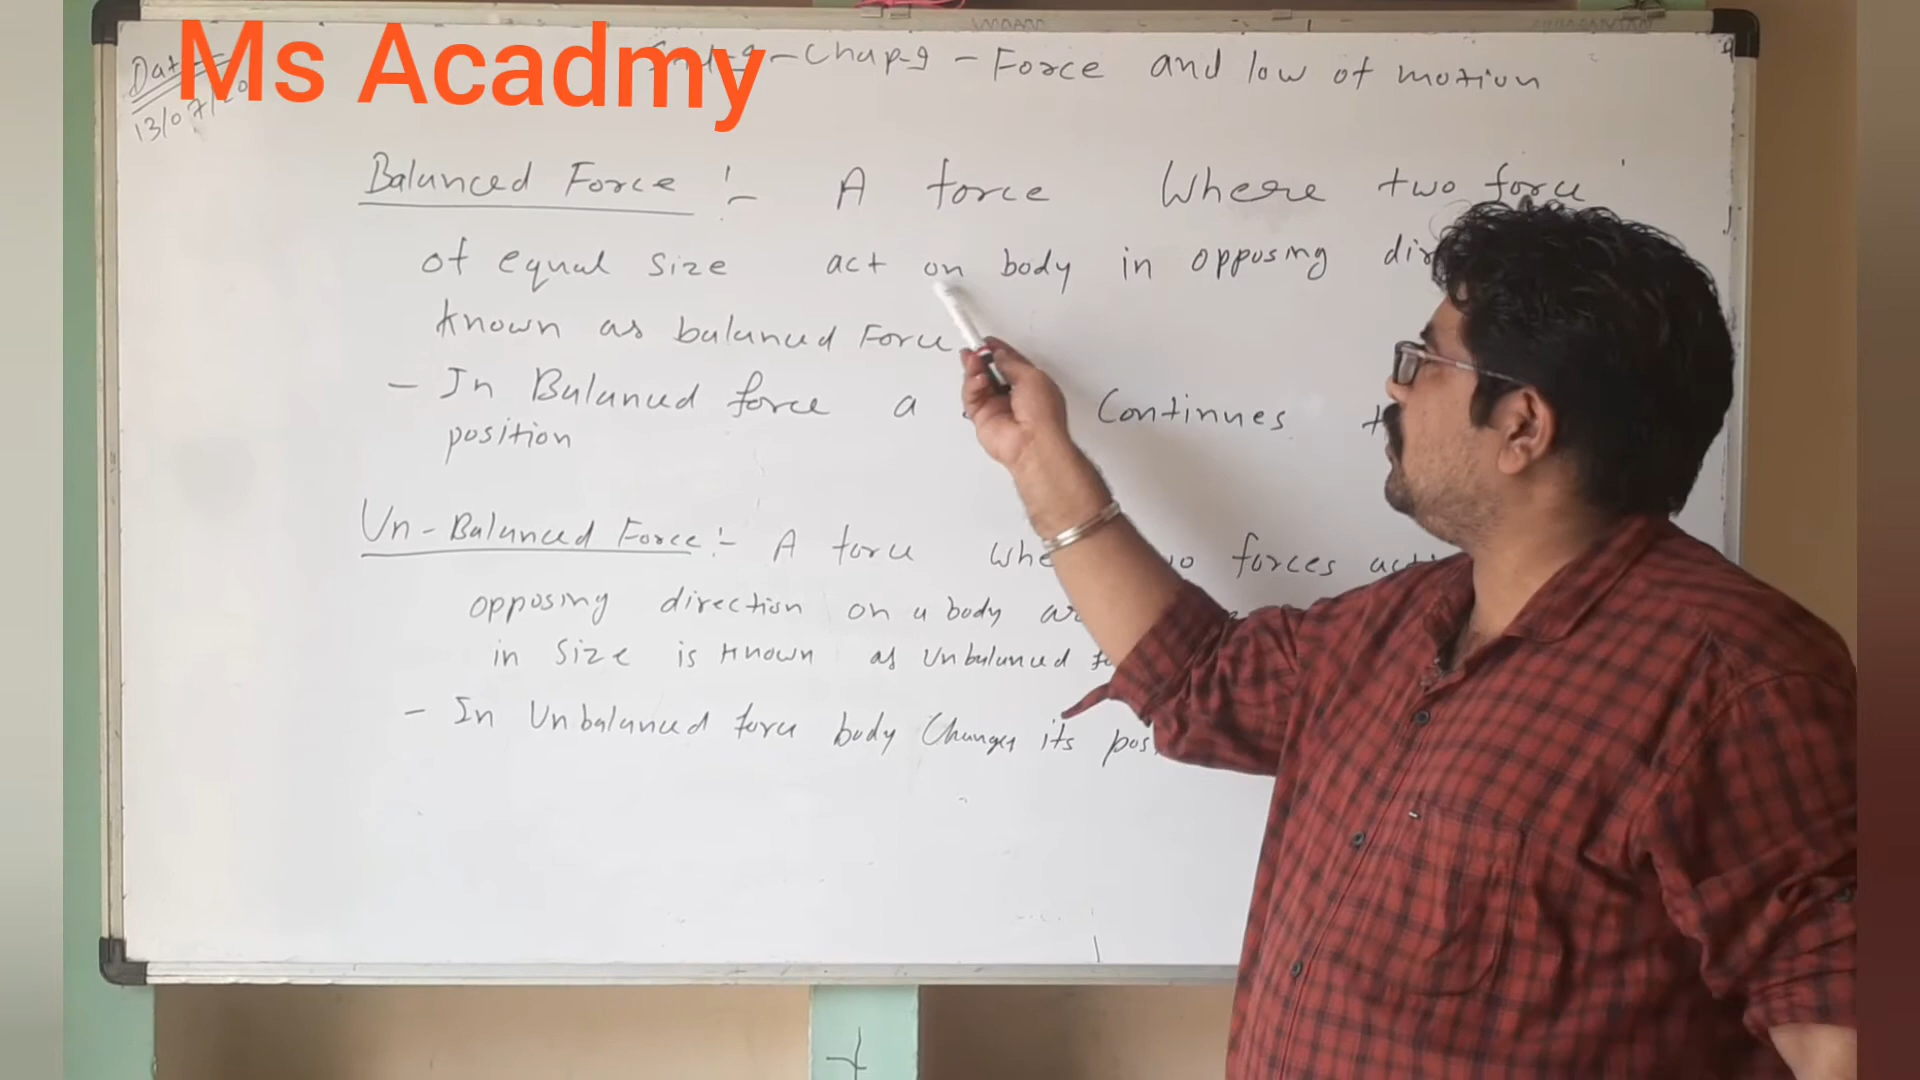 Ms Acadmy
Chap-9 - Force and low of motion
13/07/20
Balanced Force :- A force Where two force
of equal size act on body in opposing
known as balanced Force
- In Balanced force a Continues
position
Un-Balanced Force :- A force forces
opposing direction on a body
in size is known as Unbalanced
- In Unbalanced force body Changes its